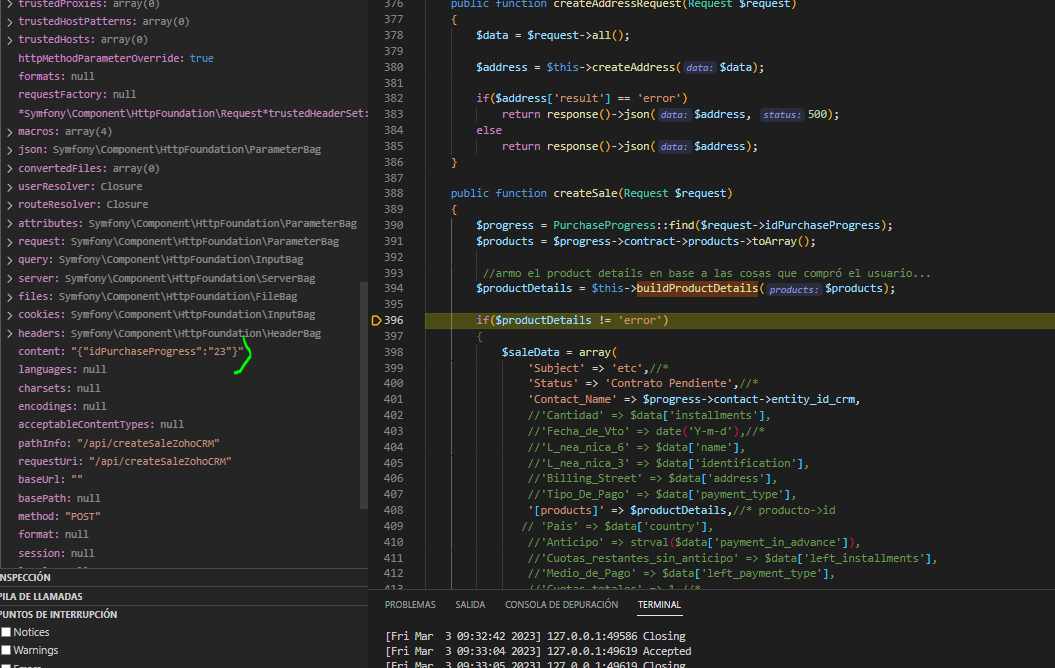 trustedProxies: array(0)
trustedHostPatterns: array(0)
trustedHosts: array(0)
httpMethodParameterOverride: true
formats: null
requestFactory: null
*Symfony\Component\HttpFoundation\Request*trustedHeaderSet:
macros: array(4)
json: Symfony\Component\HttpFoundation\ParameterBag
convertedFiles: array(0)
userResolver: Closure
routeResolver: Closure
attributes: Symfony\Component\HttpFoundation\ParameterBag
request: Symfony\Component\HttpFoundation\ParameterBag
query: Symfony\Component\HttpFoundation\InputBag
server: Symfony\Component\HttpFoundation\ServerBag
files: Symfony\Component\HttpFoundation\FileBag
cookies: Symfony\Component\HttpFoundation\InputBag
headers: Symfony\Component\HttpFoundation\HeaderBag
content: "{"idPurchaseProgress":"23"}"
languages: null
charsets: null
encodings: null
acceptableContentTypes: null
pathInfo: "/api/createSaleZohoCRM"
requestUri: "/api/createSaleZohoCRM"
baseUrl: ""
basePath: null
method: "POST"
format: null
session: null
NSPECCIÓN
PILA DE LLAMADAS
PUNTOS DE INTERRUPCIÓN
Notices
Warnings
376 public function createAddressRequest(Request $request)
377 {
378 $data = $request->all();
379
380 $address = $this->createAddress( data: $data);
381
382 if($address['result'] == 'error')
383 return response()->json( data: $address, status: 500);
384 else
385 return response()->json( data: $address);
386 }
387
388 public function createSale(Request $request)
389 {
390 $progress = PurchaseProgress::find($request->idPurchaseProgress);
391 $products = $progress->contract->products->toArray();
392
393 //armo el product details en base a las cosas que compró el usuario...
394 $productDetails = $this->buildProductDetails( products: $products);
395
396 if($productDetails != 'error')
397 {
398 $saleData = array(
399 'Subject' => 'etc',//*
400 'Status' => 'Contrato Pendiente',//*
401 'Contact_Name' => $progress->contact->entity_id_crm,
402 //'Cantidad' => $data['installments'],
403 //'Fecha_de_Vto' => date('Y-m-d'),//*
404 //'L_nea_nica_6' => $data['name'],
405 //'L_nea_nica_3' => $data['identification'],
406 //'Billing_Street' => $data['address'],
407 //'Tipo_De_Pago' => $data['payment_type'],
408 '[products]' => $productDetails,//* producto->id
409 // 'Pais' => $data['country'],
410 //'Anticipo' => strval($data['payment_in_advance']),
411 //'Cuotas_restantes_sin_anticipo' => $data['left_installments'],
412 //'Medio_de_Pago' => $data['left_payment_type'],
413 //'Cuotas_totales' => 1,//*
PROBLEMAS SALIDA CONSOLA DE DEPURACIÓN TERMINAL
[Fri Mar  3 09:32:42 2023] 127.0.0.1:49586 Closing
[Fri Mar  3 09:33:04 2023] 127.0.0.1:49619 Accepted
[Fri Mar  3 09:33:05 2023] 127.0.0.1:49619 Closing